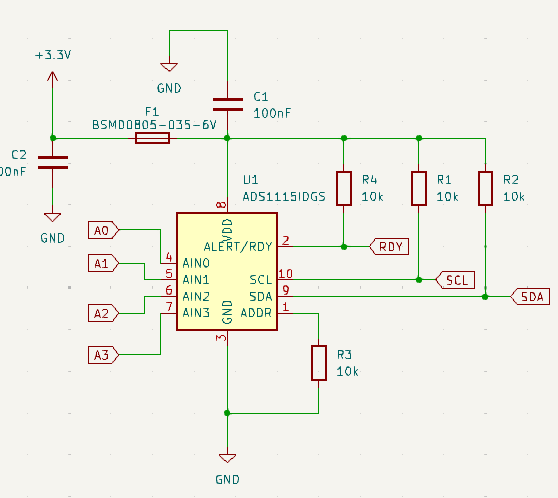 +3.3V
GND
C1
100nF
F1
BSMD0805-035-6V
C2
00nF
GND
U1
ADS1115IDGS
R4
10k
R1
10k
R2
10k
8
VDD
A0
A1
A2
A3
4
5
6
7
AIN0
AIN1
AIN2
AIN3
ALERT/RDY
SCL
SDA
ADDR
GND
2
10
9
1
3
RDY
SCL
SDA
R3
10k
GND